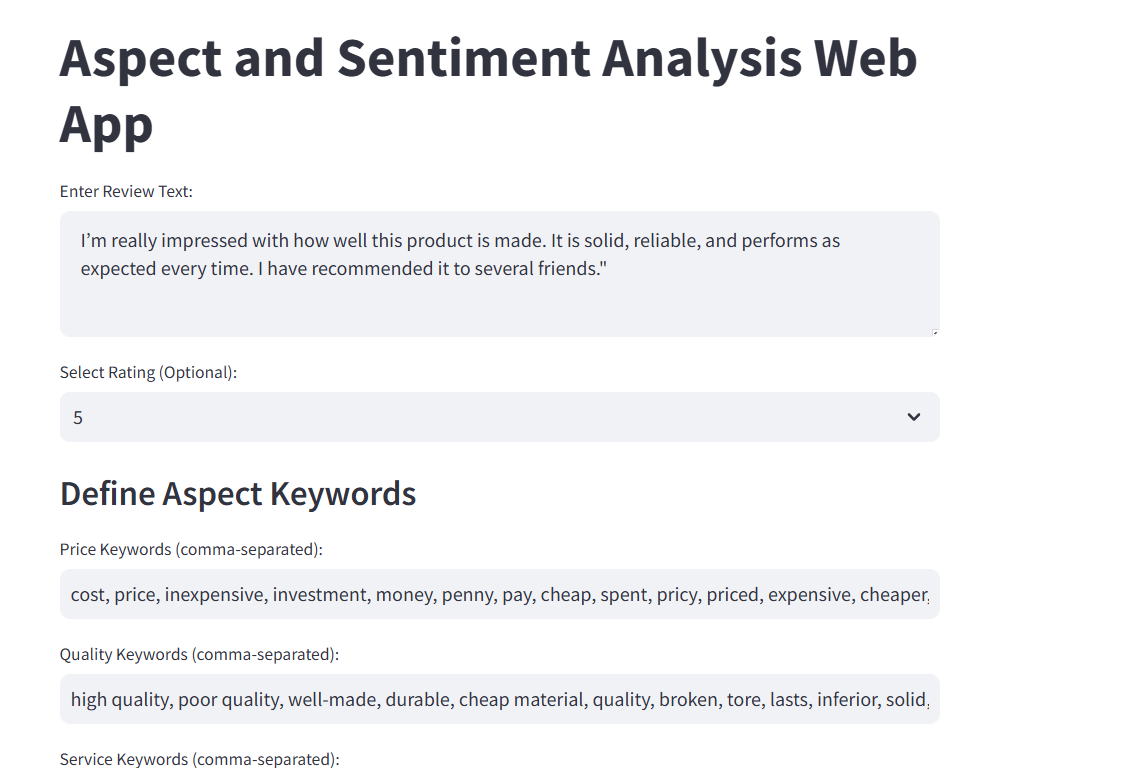 Aspect and Sentiment Analysis Web
App
Enter Review Text:
I’m really impressed with how well this product is made. It is solid, reliable, and performs as
expected every time. I have recommended it to several friends."
Select Rating (Optional):
5
Define Aspect Keywords
Price Keywords (comma-separated):
cost, price, inexpensive, investment, money, penny, pay, cheap, spent, pricy, priced, expensive, cheaper,
Quality Keywords (comma-separated):
high quality, poor quality, well-made, durable, cheap material, quality, broken, tore, lasts, inferior, solid,
Service Keywords (comma-separated):